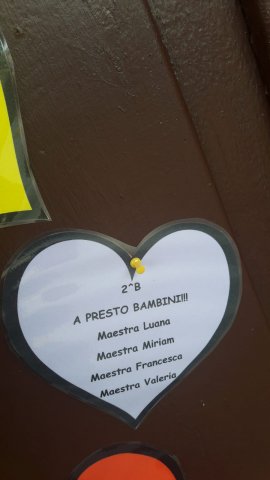 2^B
A PRESTO BAMBINI!!!
Maestra Luana
Maestra Miriam
Maestra Francesca
Maestra Valeria